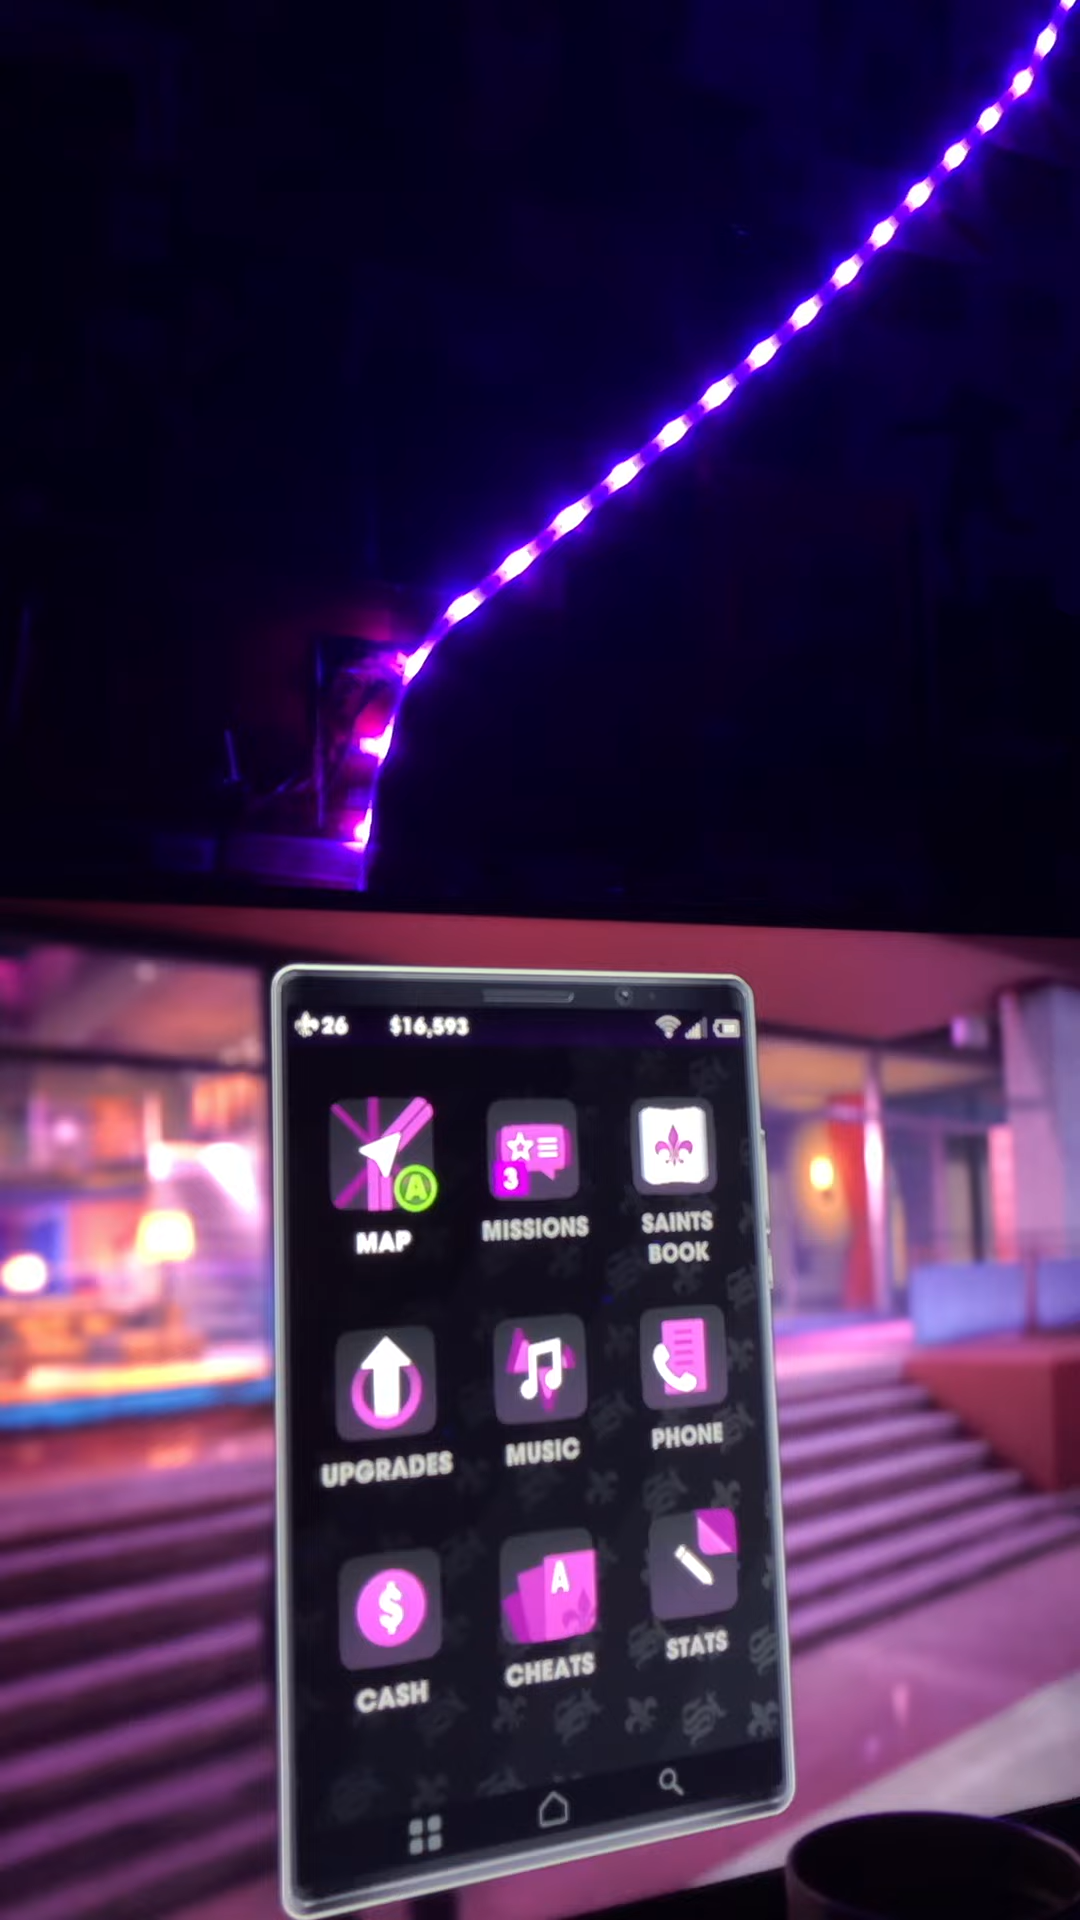 26 $16,593
A
MAP
3
MISSIONS
SAINTS
BOOK
UPGRADES
MUSIC
PHONE
$
CASH
A
CHEATS
STATS